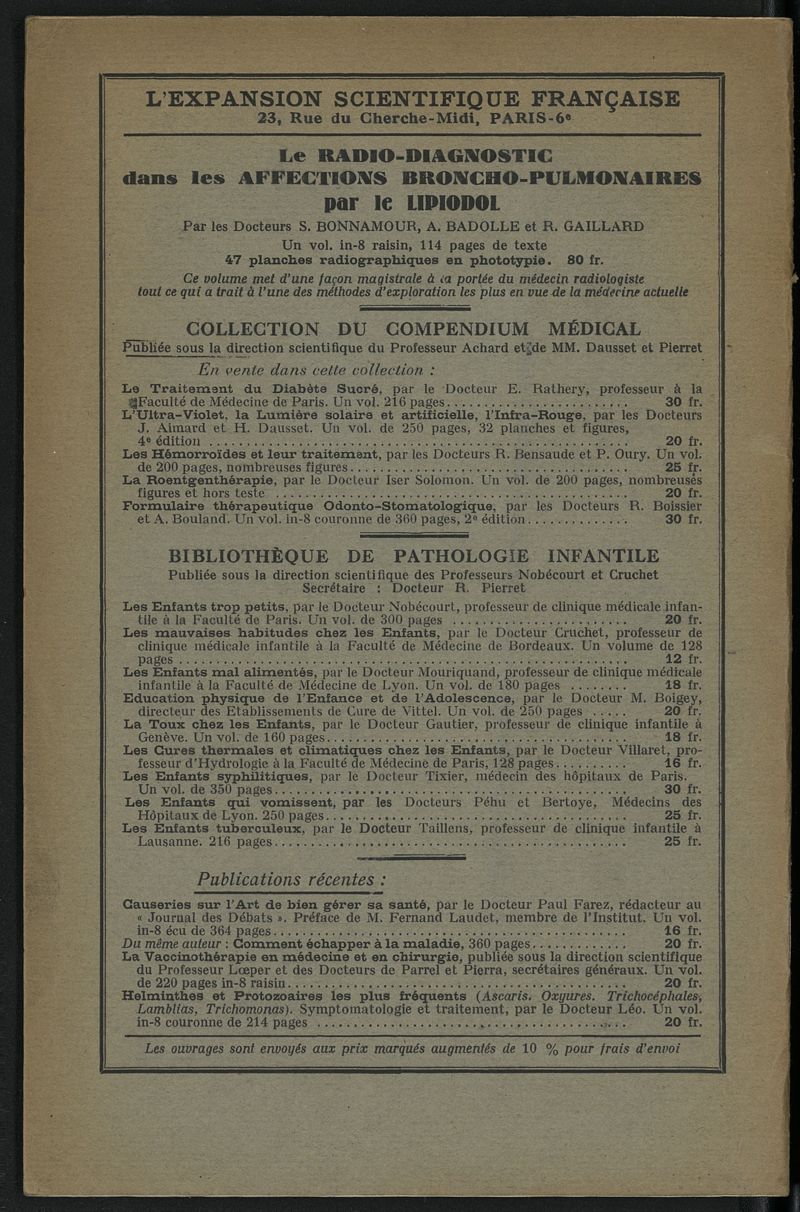 L'EXPANSION SCIENTIFIQUE FRANÇAISE
23, Rue du Cherche-Midi, PARIS-6e
Le RADIO-DIAGNOSTIC
dans les AFFECTIONS BRONCHO-PULMONAIRES
par le LIPIODOL
Par les Docteurs S. BONNAMOUR, A. BADOLLE et R. GAILLARD
Un vol. in-8 raisin, 114 pages de texte
47 planches radiographiques en phototypie. 80 fr.
Ce volume met d'une façon magistrale à la portée du médecin radiologiste
tout ce qui a trait à l'une des méthodes d'exploration les plus en vue de la médecine actuelle
COLLECTION DU COMPENDIUM MÉDICAL
Publiée sous la direction scientifique du Professeur Achard et de MM. Dausset et Pierret
En vente dans cette collection :
Le Traitement du Diabète Sucré, par le Docteur E. Rathery, professeur à la
Faculté de Médecine de Paris. Un vol. 216 pages........................ 30 fr.
L'Ultra-Violet, la Lumière solaire et artificielle, l'Infra-Rouge, par les Docteurs
J. Aimard et H. Dausset. Un vol. de 250 pages, 32 planches et figures,
4e édition ........................................................ 20 fr.
Les Hémorroïdes et leur traitement, par les Docteurs R. Bensaude et P. Oury. Un vol.
de 200 pages, nombreuses figures..................................... 25 fr.
La Roentgenthérapie, par le Docteur Iser Solomon. Un vol. de 200 pages, nombreuses
figures et hors texte ............................................... 20 fr.
Formulaire thérapeutique Odonto-Stomatologique, par les Docteurs R. Boissier
et A. Bouland. Un vol. in-8 couronne de 360 pages, 2e édition.............. 30 fr.
BIBLIOTHÈQUE DE PATHOLOGIE INFANTILE
Publiée sous la direction scientifique des Professeurs Nobécourt et Cruchet
Secrétaire : Docteur R. Pierret
Les Enfants trop petits, par le Docteur Nobécourt, professeur de clinique médicale infan-
tile à la Faculté de Paris. Un vol. de 300 pages ....................... 20 fr.
Les mauvaises habitudes chez les Enfants, par le Docteur Cruchet, professeur de
clinique médicale infantile à la Faculté de Médecine de Bordeaux. Un volume de 128
pages............................................................ 12 fr.
Les Enfants mal alimentés, par le Docteur Mouriquand, professeur de clinique médicale
infantile à la Faculté de Médecine de Lyon. Un vol. de 180 pages ........ 18 fr.
Education physique de l'Enfance et de l'Adolescence, par le Docteur M. Boigey,
directeur des Etablissements de Cure de Vittel. Un vol. de 250 pages ..... 20 fr.
La Toux chez les Enfants, par le Docteur Gautier, professeur de clinique infantile à
Genève. Un vol. de 160 pages........................................ 18 fr.
Les Cures thermales et climatiques chez les Enfants, par le Docteur Villaret, pro-
fesseur d'Hydrologie à la Faculté de Médecine de Paris, 128 pages.......... 16 fr.
Les Enfants syphilitiques, par le Docteur Tixier, médecin des hôpitaux de Paris.
Un vol. de 350 pages............................................... 30 fr.
Les Enfants qui vomissent, par les Docteurs Péhu et Bertoye, Médecins des
Hôpitaux de Lyon. 250 pages........................................ 25 fr.
Les Enfants tuberculeux, par le Docteur Taillens, professeur de clinique infantile à
Lausanne. 216 pages............................................... 25 fr.
Publications récentes :
Causeries sur l'Art de bien gérer sa santé, par le Docteur Paul Farez, rédacteur au
« Journal des Débats ». Préface de M. Fernand Laudet, membre de l'Institut. Un vol.
in-8 écu de 364 pages............................................... 16 fr.
Du même auteur : Comment échapper à la maladie, 360 pages............. 20 fr.
La Vaccinothérapie en médecine et en chirurgie, publiée sous la direction scientifique
du Professeur Lœper et des Docteurs de Parrel et Pierra, secrétaires généraux. Un vol.
de 220 pages in-8 raisin............................................. 20 fr.
Helminthes et Protozoaires les plus fréquents (Ascaris. Oxyures. Trichocéphales,
Lamblias, Trichomonas). Symptomatologie et traitement, par le Docteur Léo. Un vol.
in-8 couronne de 214 pages ......................................... 20 fr.
Les ouvrages sont envoyés aux prix marqués augmentés de 10 % pour frais d'envoi